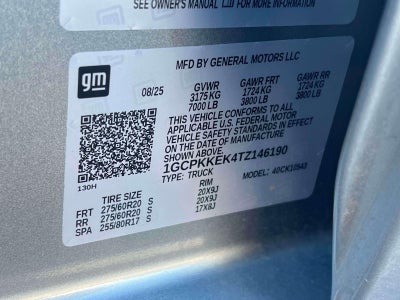 SEE OWNER'S MANUAL FOR MORE INFORMATION
gm
MFD BY GENERAL MOTORS LLC
08/25 GVWR GAWR FRT GAWR RR
3175 KG 1724 KG 1724 KG
7000 LB 3800 LB 3800 LB
THIS VEHICLE CONFORMS TO ALL
APPLICABLE U.S. FEDERAL MOTOR
VEHICLE SAFETY STANDARDS IN EFFECT
ON THE DATE OF MANUFACTURE SHOWN ABOVE.
1GCPKKEK4TZ146190
TYPE: TRUCK MODEL: 40CK10543
130H
TIRE SIZE RIM
FRT 275/60R20 S 20X9J
RR 275/60R20 S 20X9J
SPA 255/80R17 S 17X8J